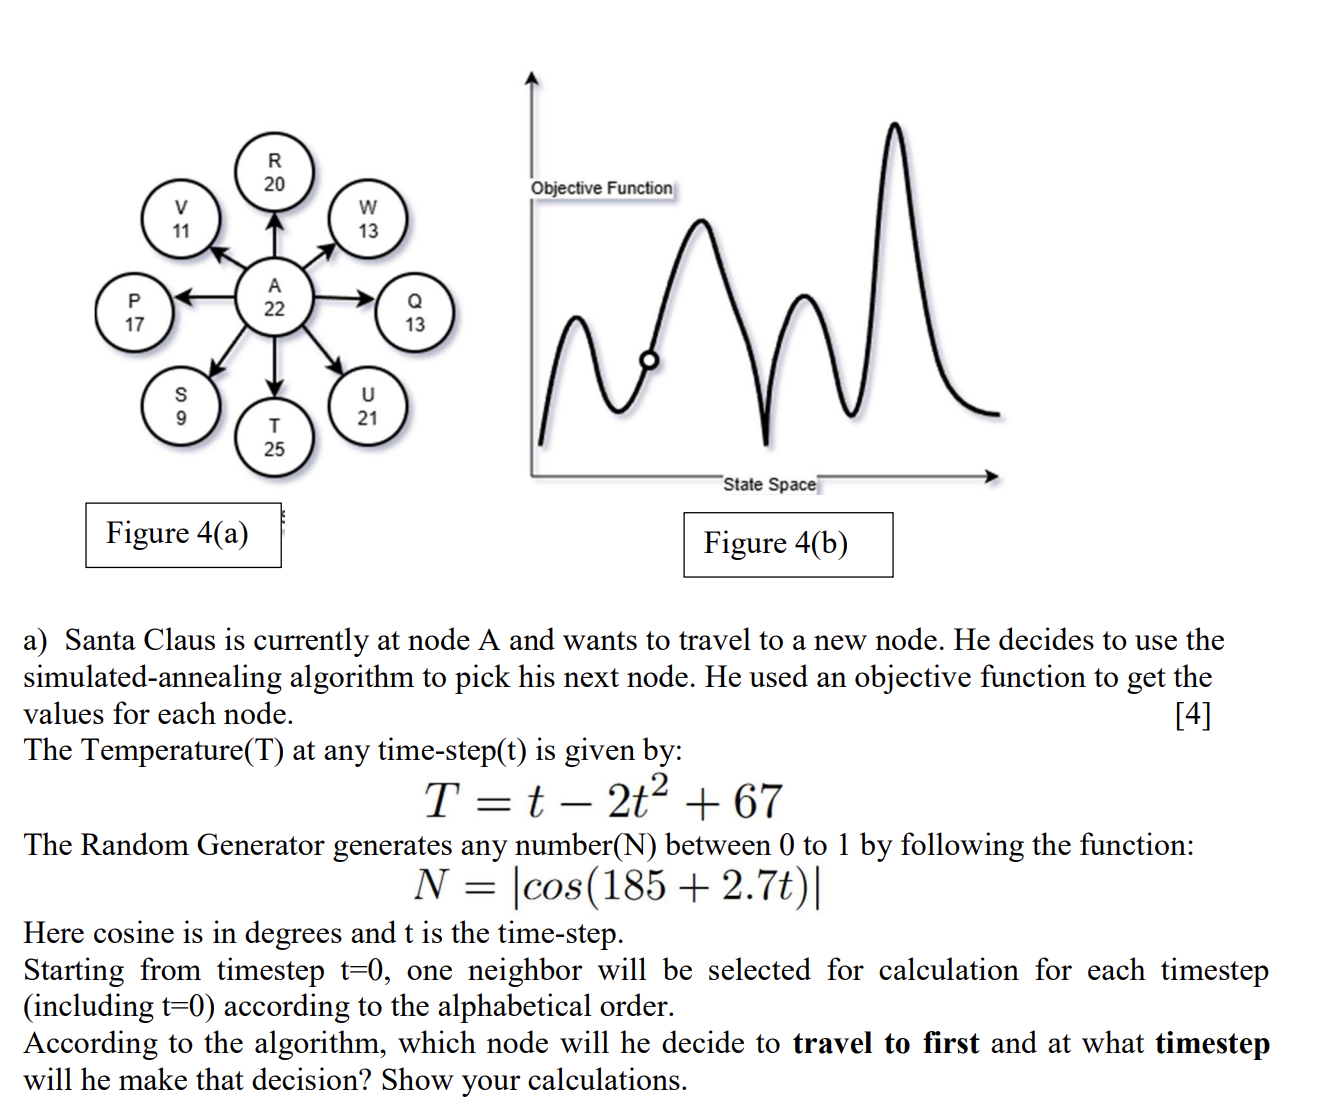 R
20
V
11
W
13
Objective Function
A
22
P
17
Q
13
S
9
U
21
T
25
State Space
Figure 4(a)
Figure 4(b)
a) Santa Claus is currently at node A and wants to travel to a new node. He decides to use the
simulated-annealing algorithm to pick his next node. He used an objective function to get the
values for each node. [4]
The Temperature(T) at any time-step(t) is given by:
T = t − 2t² + 67
The Random Generator generates any number(N) between 0 to 1 by following the function:
N = |cos(185 + 2.7t)|
Here cosine is in degrees and t is the time-step.
Starting from timestep t=0, one neighbor will be selected for calculation for each timestep
(including t=0) according to the alphabetical order.
According to the algorithm, which node will he decide to travel to first and at what timestep
will he make that decision? Show your calculations.